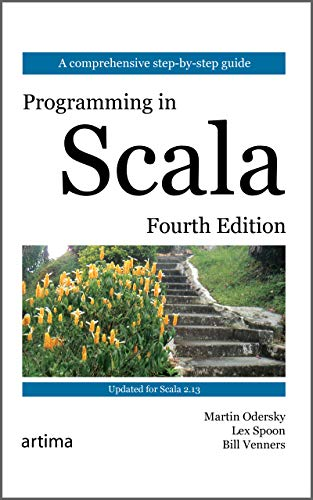 A comprehensive step-by-step guide
Programming in
Scala
Fourth Edition
Updated for Scala 2.13
Martin Odersky
Lex Spoon
Bill Venners
artima